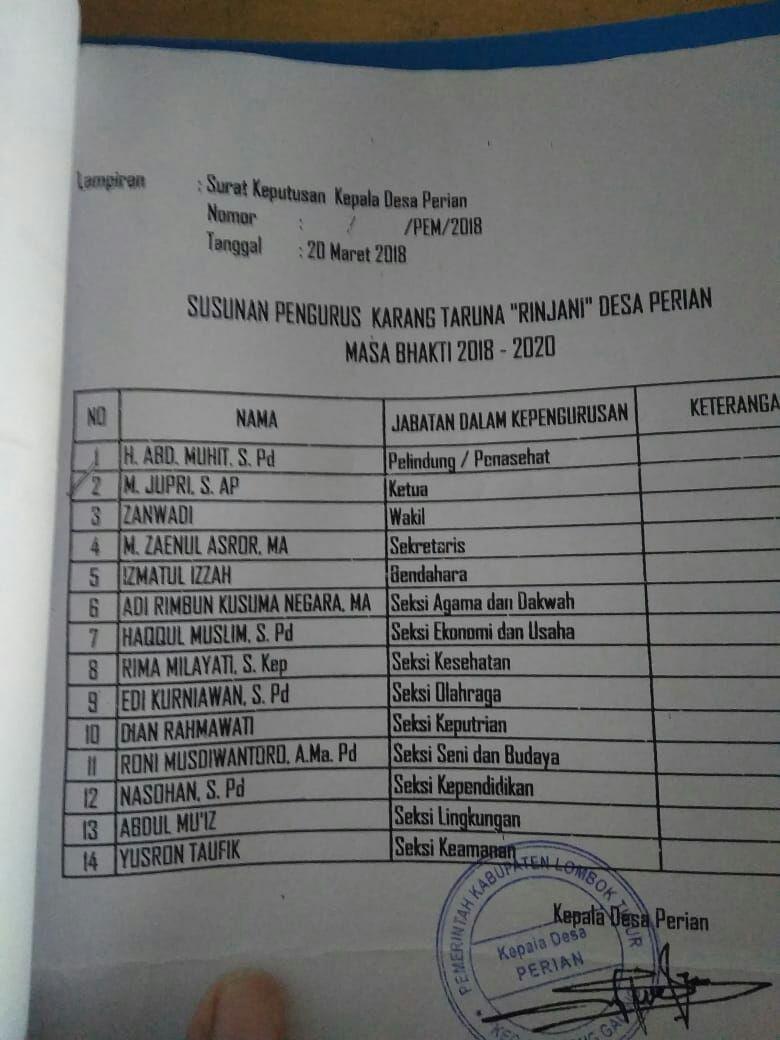 Lampiran : Surat Keputusan Kepala Desa Perian
Nomor : / /PEM/2018
Tanggal : 20 Maret 2018
SUSUNAN PENGURUS KARANG TARUNA "RINJANI" DESA PERIAN
MASA BHAKTI 2018 - 2020
NO NAMA JABATAN DALAM KEPENGURUSAN KETERANGA
1 H. ABD. MUHIT, S. Pd Pelindung / Penasehat
2 M. JUPRI, S. AP Ketua
3 ZANWADI Wakil
4 M. ZAENUL ASROR, MA Sekretaris
5 IZMATUL IZZAH Bendahara
6 ADI RIMBUN KUSUMA NEGARA, MA Seksi Agama dan Dakwah
7 HAQQUL MUSLIM, S. Pd Seksi Ekonomi dan Usaha
8 RIMA MILAYATI, S. Kep Seksi Kesehatan
9 EDI KURNIAWAN, S. Pd Seksi Olahraga
10 DIAN RAHMAWATI Seksi Keputrian
11 RONI MUSDIWANTORO, A.Ma. Pd Seksi Seni dan Budaya
12 NASOHAN, S. Pd Seksi Kependidikan
13 ABDUL MU'IZ Seksi Lingkungan
14 YUSRON TAUFIK Seksi Keamanan
Kepala Desa Perian
PEMERINTAH KABUPATEN LOMBOK TIMUR
Kepala Desa
PERIAN